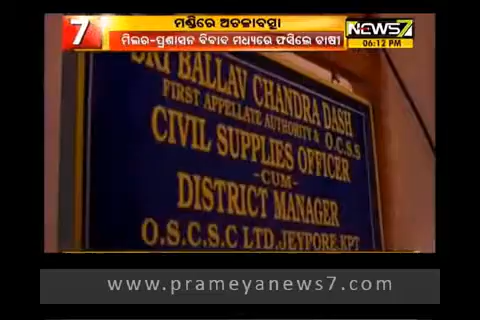 7
ମଣ୍ଡିରେ ଅଚଳାବସ୍ଥା
ମିଲର-ପ୍ରଶାସନ ବିବାଦ ମଧ୍ୟରେ ଫସିଲେ ଚାଷୀ
NEWS7
06:12 PM
SRI BALLAV CHANDRA DASH
FIRST APPELLATE AUTHORITY & O.C.S.S
CIVIL SUPPLIES OFFICER
-CUM-
DISTRICT MANAGER
O.S.C.S.C LTD.JEYPORE.KPT
www.prameyanews7.com